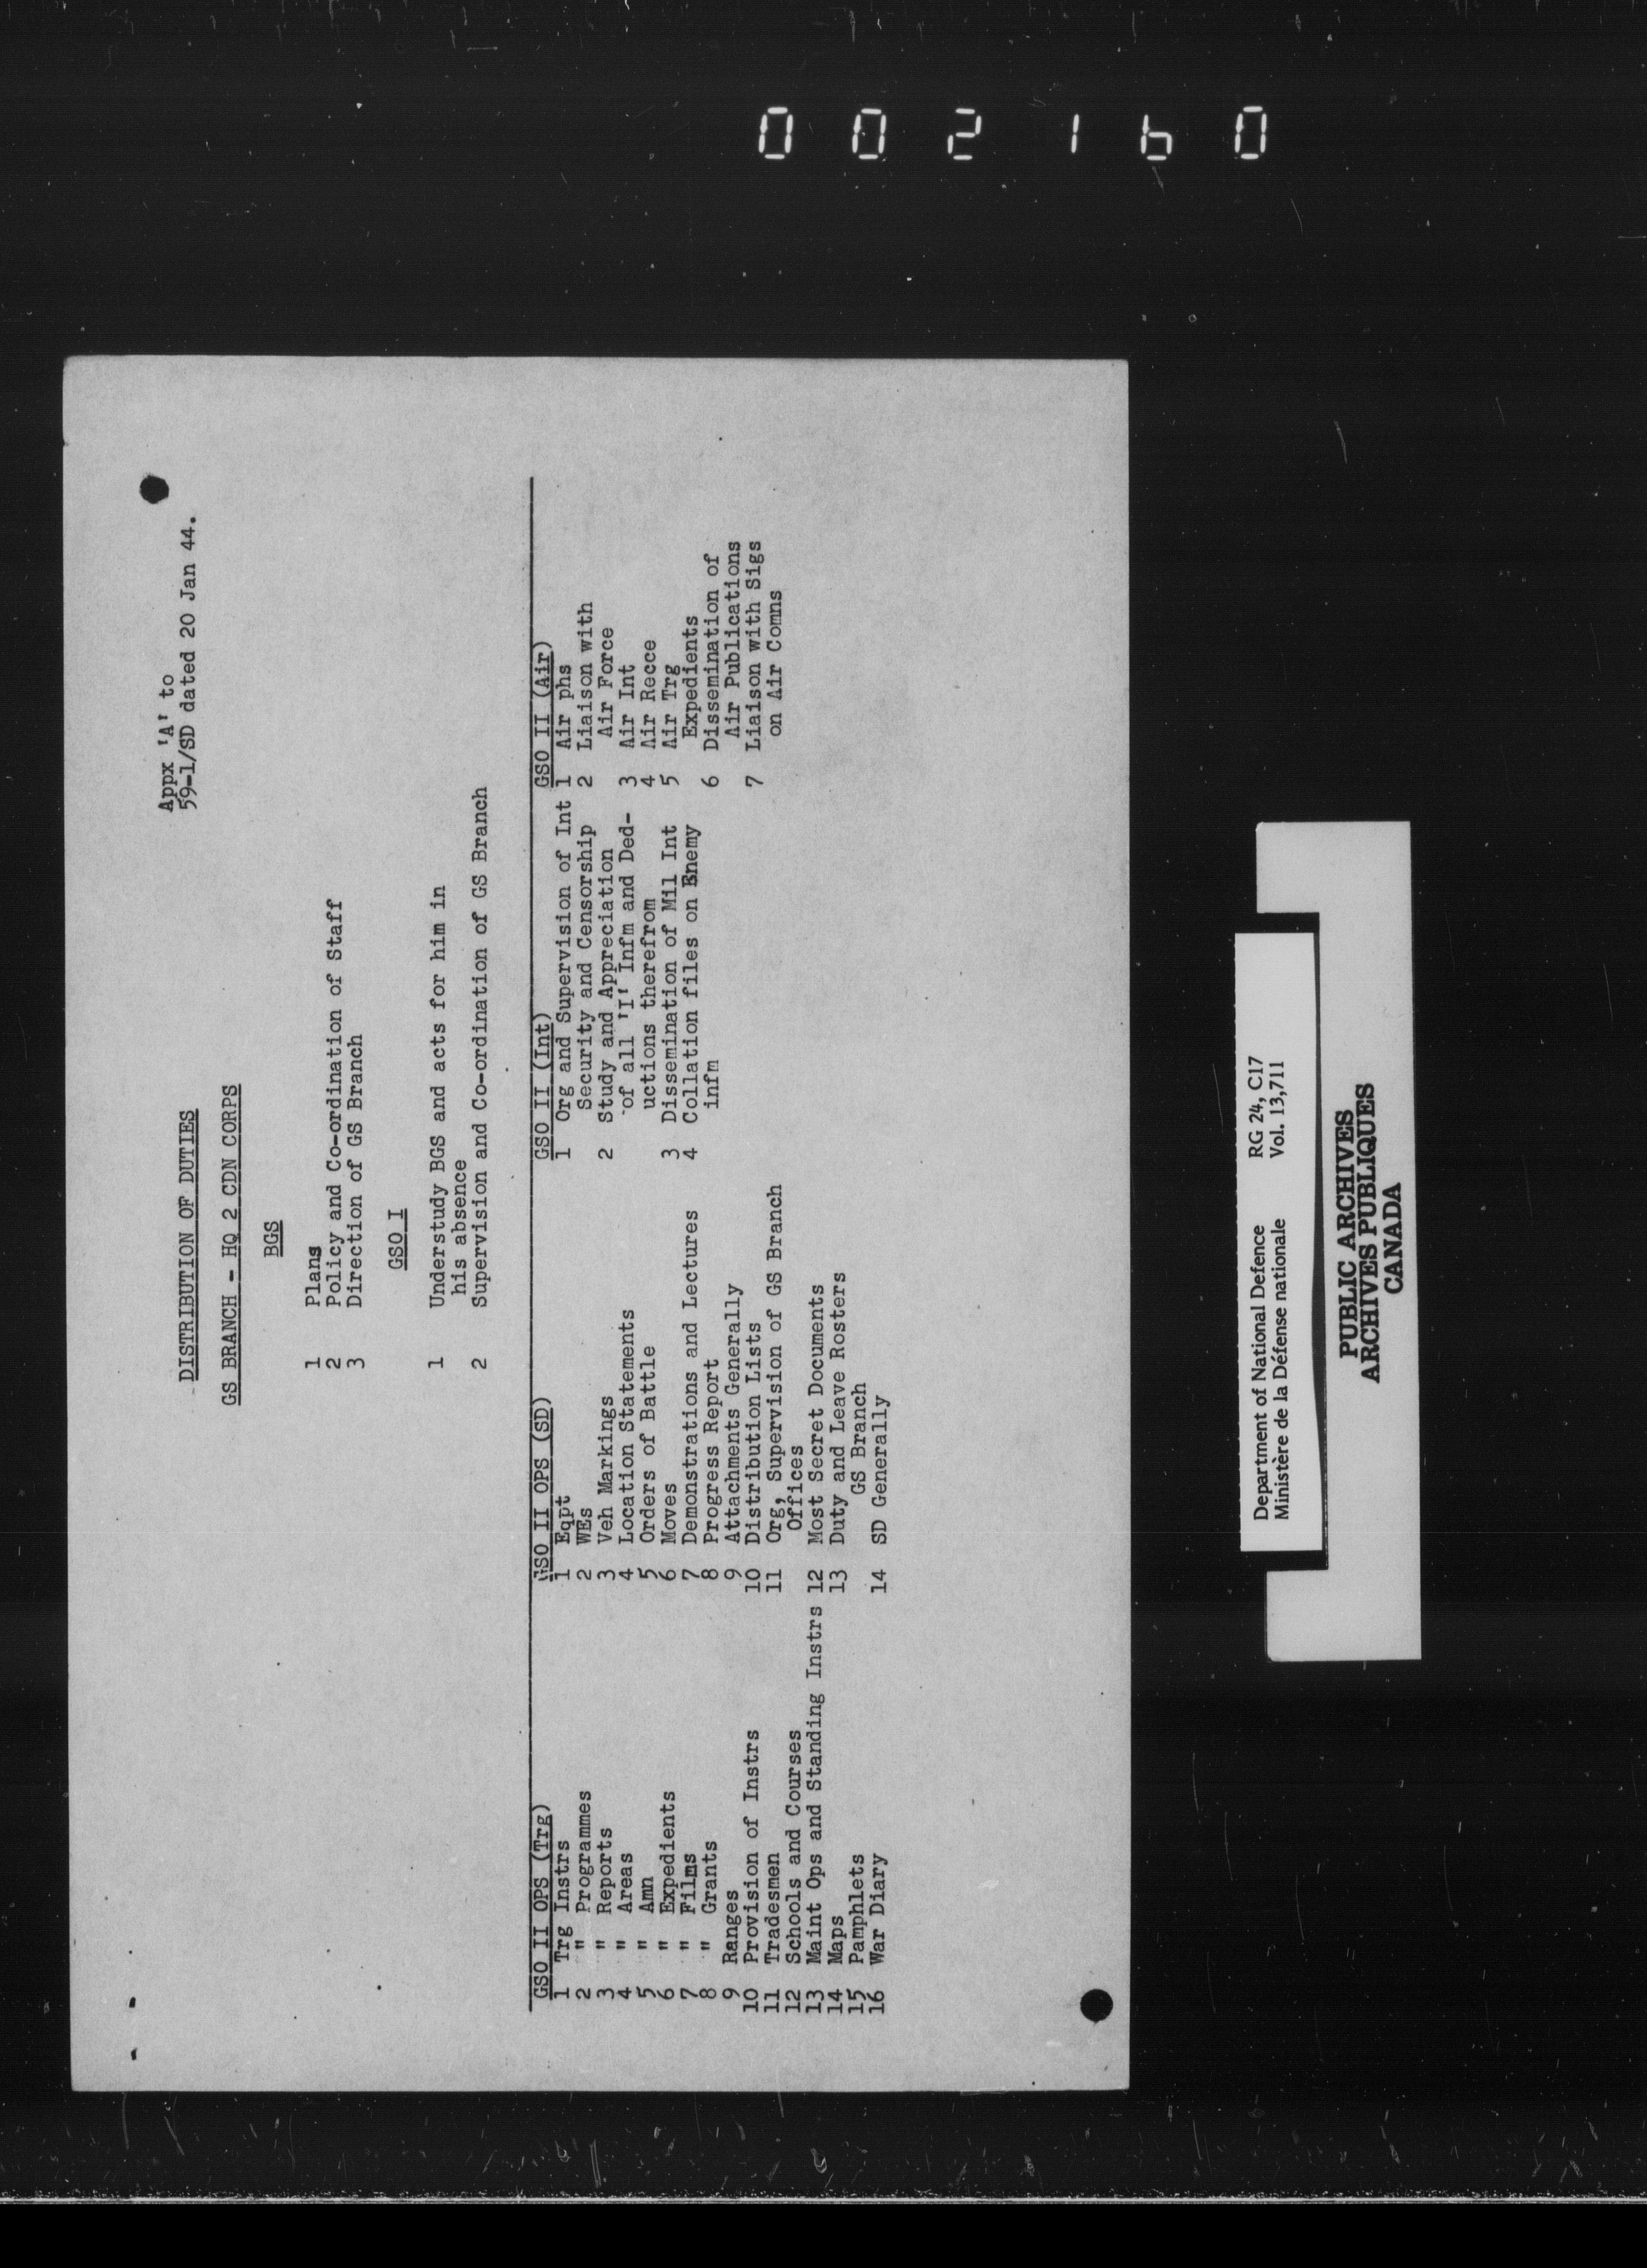 002160
Appx 'A' to
59-1/SD dated 20 Jan 44.
DISTRIBUTION OF DUTIES
GS BRANCH - HQ 2 CDN CORPS
BGS
1 Plans
2 Policy and Co-ordination of Staff
3 Direction of GS Branch
GSO I
1 Understudy BGS and acts for him in
his absence
2 Supervision and Co-ordination of GS Branch
GSO II OPS (Trg)
1 Trg Instrs
2 " Programmes
3 " Reports
4 " Areas
5 " Amn
6 " Expedients
7 " Films
8 " Grants
9 Ranges
10 Provision of Instrs
11 Tradesmen
12 Schools and Courses
13 Maint Ops and Standing Instrs
14 Maps
15 Pamphlets
16 War Diary
GSO II OPS (SD)
1 Eqpt
2 WEs
3 Veh Markings
4 Location Statements
5 Orders of Battle
6 Moves
7 Demonstrations and Lectures
8 Progress Report
9 Attachments Generally
10 Distribution Lists
11 Org, Supervision of GS Branch
Offices
12 Most Secret Documents
13 Duty and Leave Rosters
GS Branch
14 SD Generally
GSO II (Int)
1 Org and Supervision of Int
Security and Censorship
2 Study and Appreciation
of all 'I' Infm and Ded-
uctions therefrom
3 Dissemination of Mil Int
4 Collation files on Enemy
infm
GSO II (Air)
1 Air phs
2 Liaison with
Air Force
3 Air Int
4 Air Recce
5 Air Trg
Expedients
6 Dissemination of
Air Publications
7 Liaison with Sigs
on Air Comns
Department of National Defence RG 24, C17
Ministère de la Défense nationale Vol. 13,711
PUBLIC ARCHIVES
ARCHIVES PUBLIQUES
CANADA